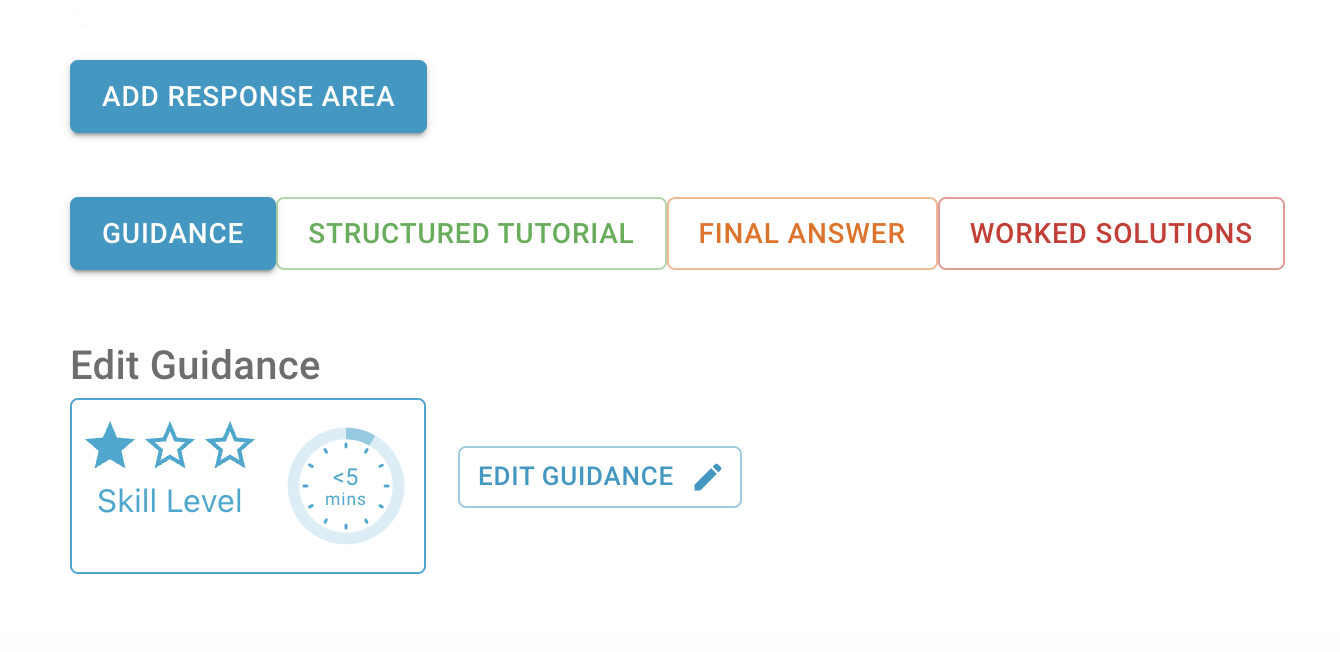 ADD RESPONSE AREA
GUIDANCE STRUCTURED TUTORIAL FINAL ANSWER WORKED SOLUTIONS
Edit Guidance
Skill Level
<5
mins
EDIT GUIDANCE